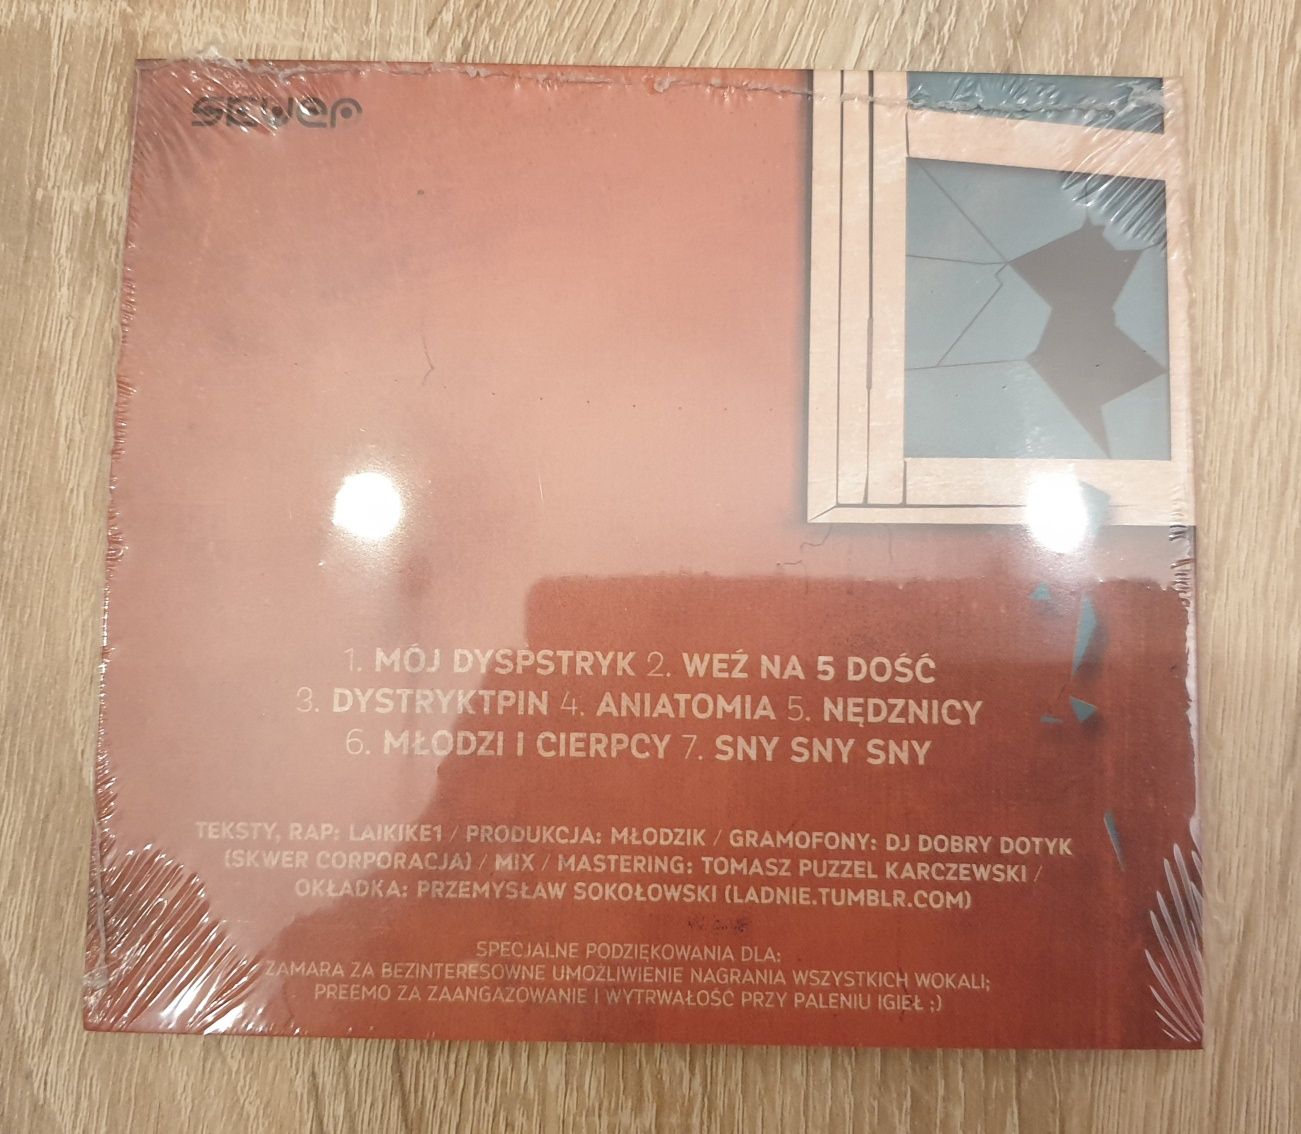 SKWER
1. MÓJ DYSPSTRYK 2. WEŹ NA 5 DOŚĆ
3. DYSTRYKTPIN 4. ANIATOMIA 5. NĘDZNICY
6. MŁODZI I CIERPCY 7. SNY SNY SNY
TEKSTY, RAP: LAIKIKE1 / PRODUKCJA: MŁODZIK / GRAMOFONY: DJ DOBRY DOTYK
(SKWER CORPORACJA) / MIX / MASTERING: TOMASZ PUZZEL KARCZEWSKI /
OKŁADKA: PRZEMYSŁAW SOKOŁOWSKI (LADNIE.TUMBLR.COM)
SPECJALNE PODZIĘKOWANIA DLA:
ZAMARA ZA BEZINTERESOWNE UMOŻLIWIENIE NAGRANIA WSZYSTKICH WOKALI;
PREEMO ZA ZAANGAZOWANIE I WYTRWAŁOŚĆ PRZY PALENIU IGIEŁ ;)